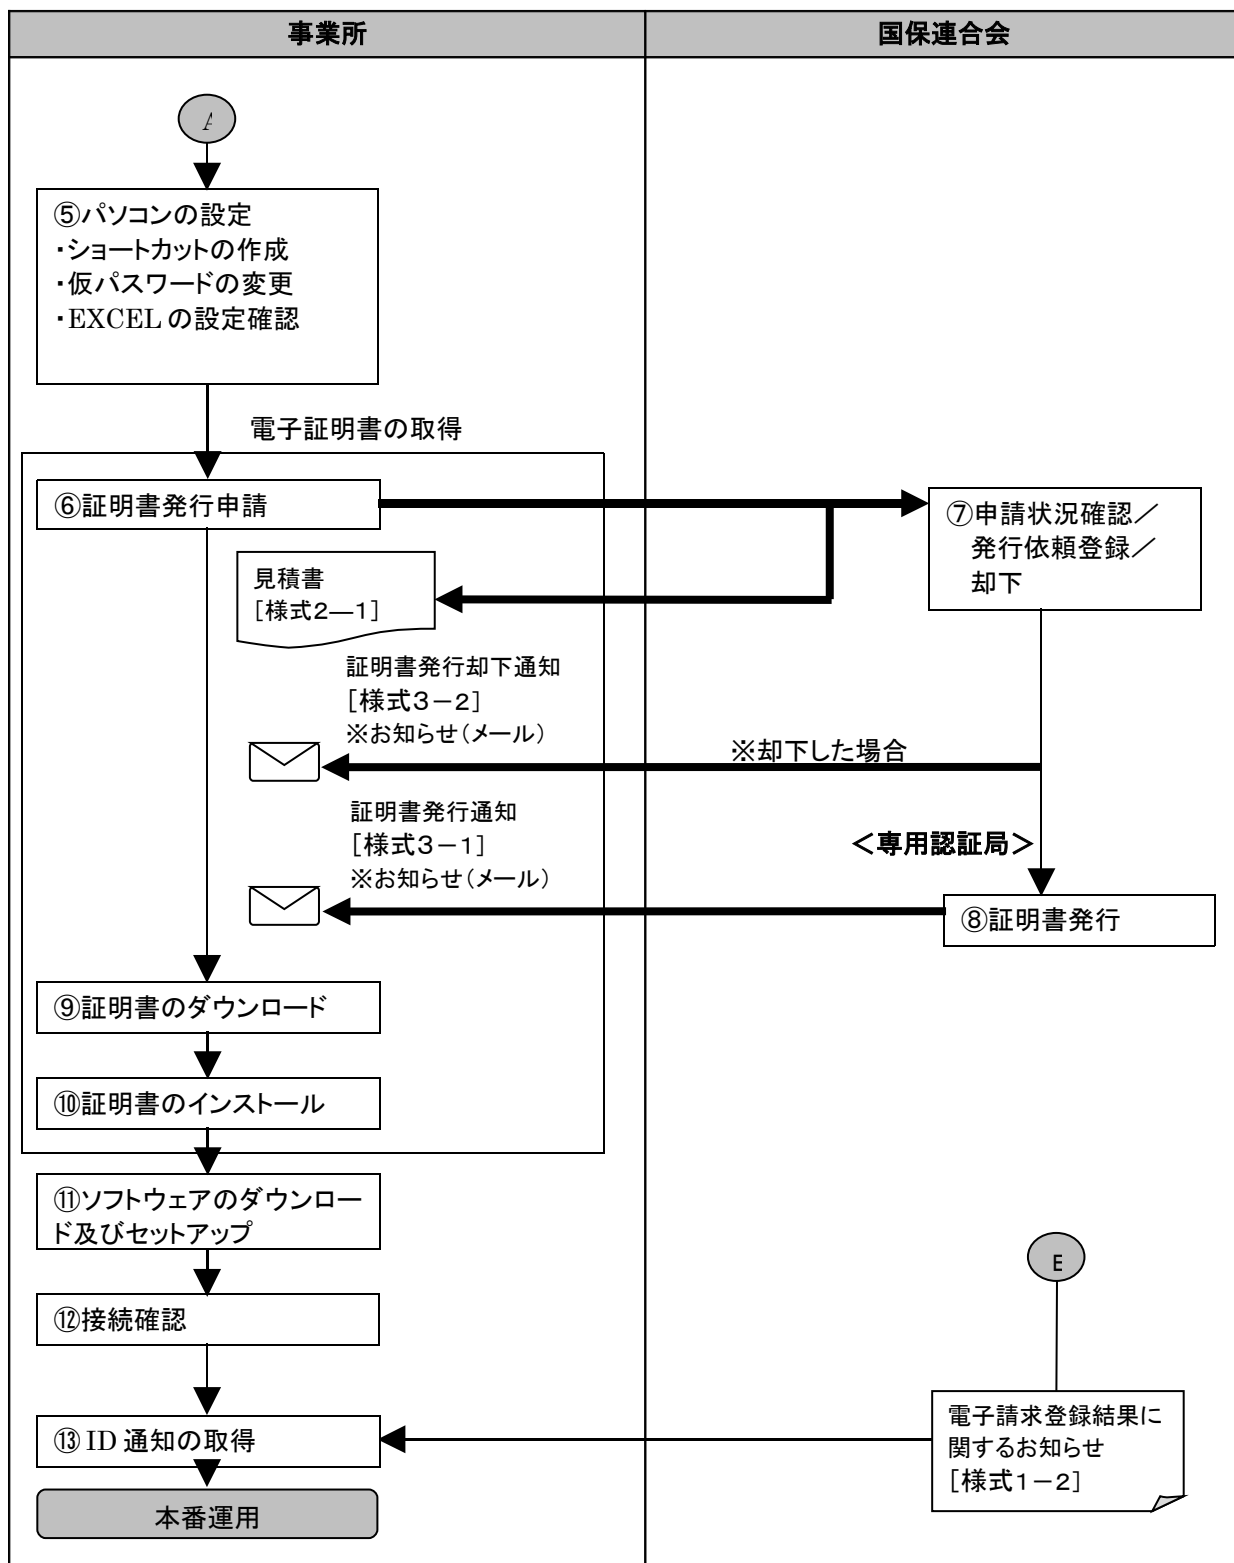 事業所
国保連合会
⑤パソコンの設定
・ショートカットの作成
・仮パスワードの変更
・EXCELの設定確認
電子証明書の取得
⑥証明書発行申請
⑦申請状況確認／
発行依頼登録／
却下
見積書
［様式2―1］
証明書発行却下通知
［様式3－2］
※お知らせ（メール）
※却下した場合
証明書発行通知
［様式3－1］
※お知らせ（メール）
＜専用認証局＞
⑧証明書発行
⑨証明書のダウンロード
⑩証明書のインストール
⑪ソフトウェアのダウンロー
ド及びセットアップ
⑫接続確認
⑬ID通知の取得
電子請求登録結果に
関するお知らせ
［様式1－2］
本番運用